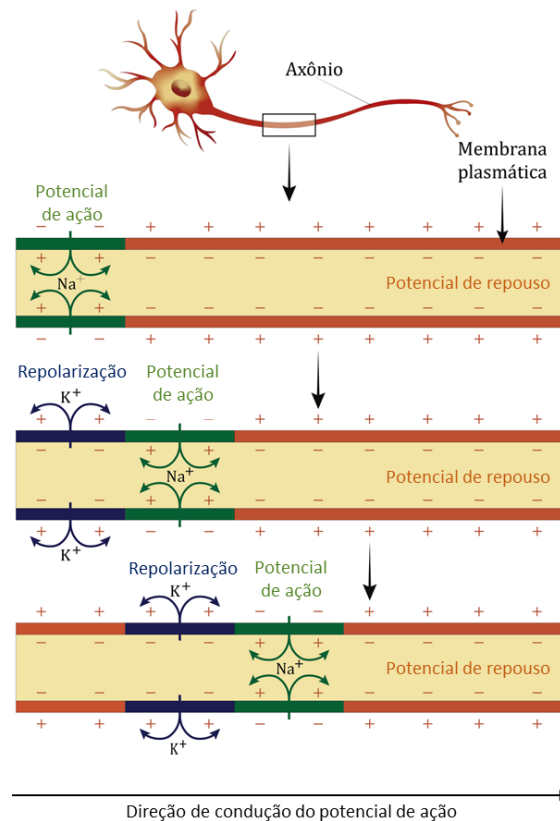 Axônio
Membrana
plasmática
Potencial
de ação
− − + + + + + + + +
+ + − − − − − − − −
Na+
Potencial de repouso
+ + − − − − − − − −
− − + + + + + + + +
Repolarização
Potencial
de ação
K+
+ + − − + + + + + +
− − + + − − − − − −
Na+
Potencial de repouso
− − + + − − − − − −
+ + − − + + + + + +
K+
Repolarização
Potencial
de ação
K+
+ + + + − − + + + +
− − − − + + − − − −
Na+
Potencial de repouso
− − − − + + − − − −
+ + + + − − + + + +
K+
Direção de condução do potencial de ação